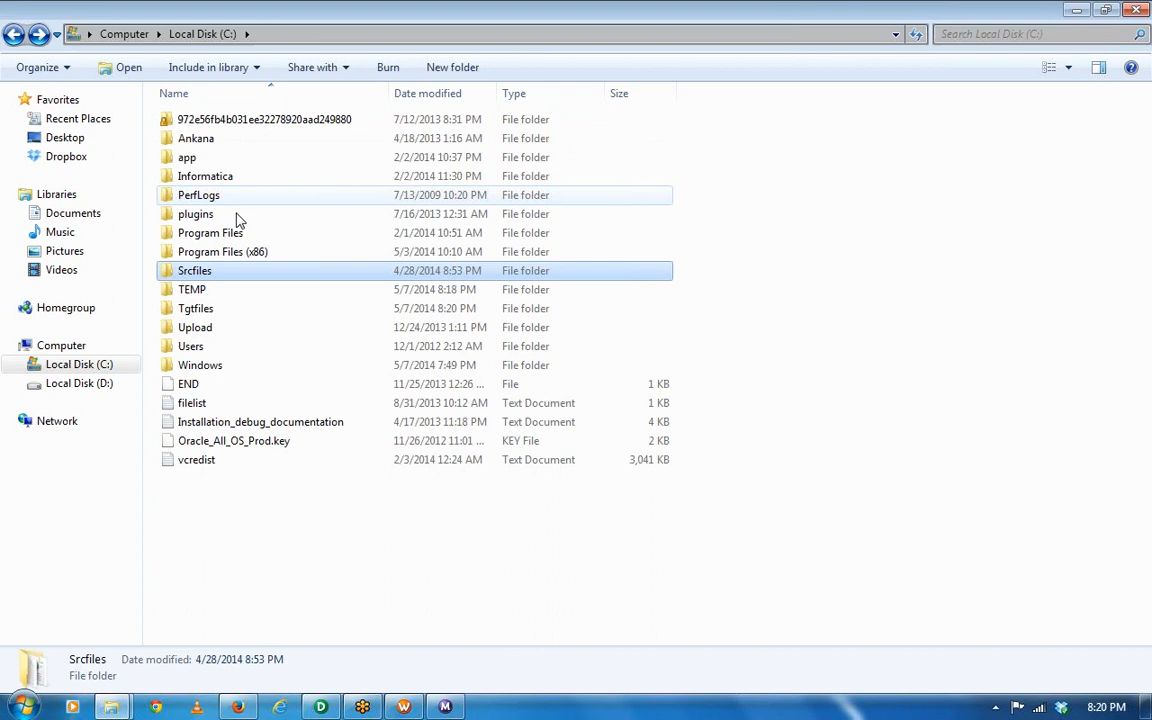 Computer Local Disk (C:)
Search Local Disk (C:)
Organize Open Include in library Share with Burn New folder
Name Date modified Type Size
Favorites
Recent Places
Desktop
Dropbox
Libraries
Documents
Music
Pictures
Videos
Homegroup
Computer
Local Disk (C:)
Local Disk (D:)
Network
972e56fb4b031ee32278920aad249880 7/12/2013 8:31 PM File folder
Ankana 4/18/2013 1:16 AM File folder
app 2/2/2014 10:37 PM File folder
Informatica 2/2/2014 11:30 PM File folder
PerfLogs 7/13/2009 10:20 PM File folder
plugins 7/16/2013 12:31 AM File folder
Program Files 2/1/2014 10:51 AM File folder
Program Files (x86) 5/3/2014 10:10 AM File folder
Srcfiles 4/28/2014 8:53 PM File folder
TEMP 5/7/2014 8:18 PM File folder
Tgtfiles 5/7/2014 8:20 PM File folder
Upload 12/24/2013 1:11 PM File folder
Users 12/1/2012 2:12 AM File folder
Windows 5/7/2014 7:49 PM File folder
END 11/25/2013 12:26 ... File 1 KB
filelist 8/31/2013 10:12 AM Text Document 1 KB
Installation_debug_documentation 4/17/2013 11:18 PM Text Document 4 KB
Oracle_All_OS_Prod.key 11/26/2012 11:01 ... KEY File 2 KB
vcredist 2/3/2014 12:24 AM Text Document 3,041 KB
Srcfiles Date modified: 4/28/2014 8:53 PM
File folder
D W M 8:20 PM